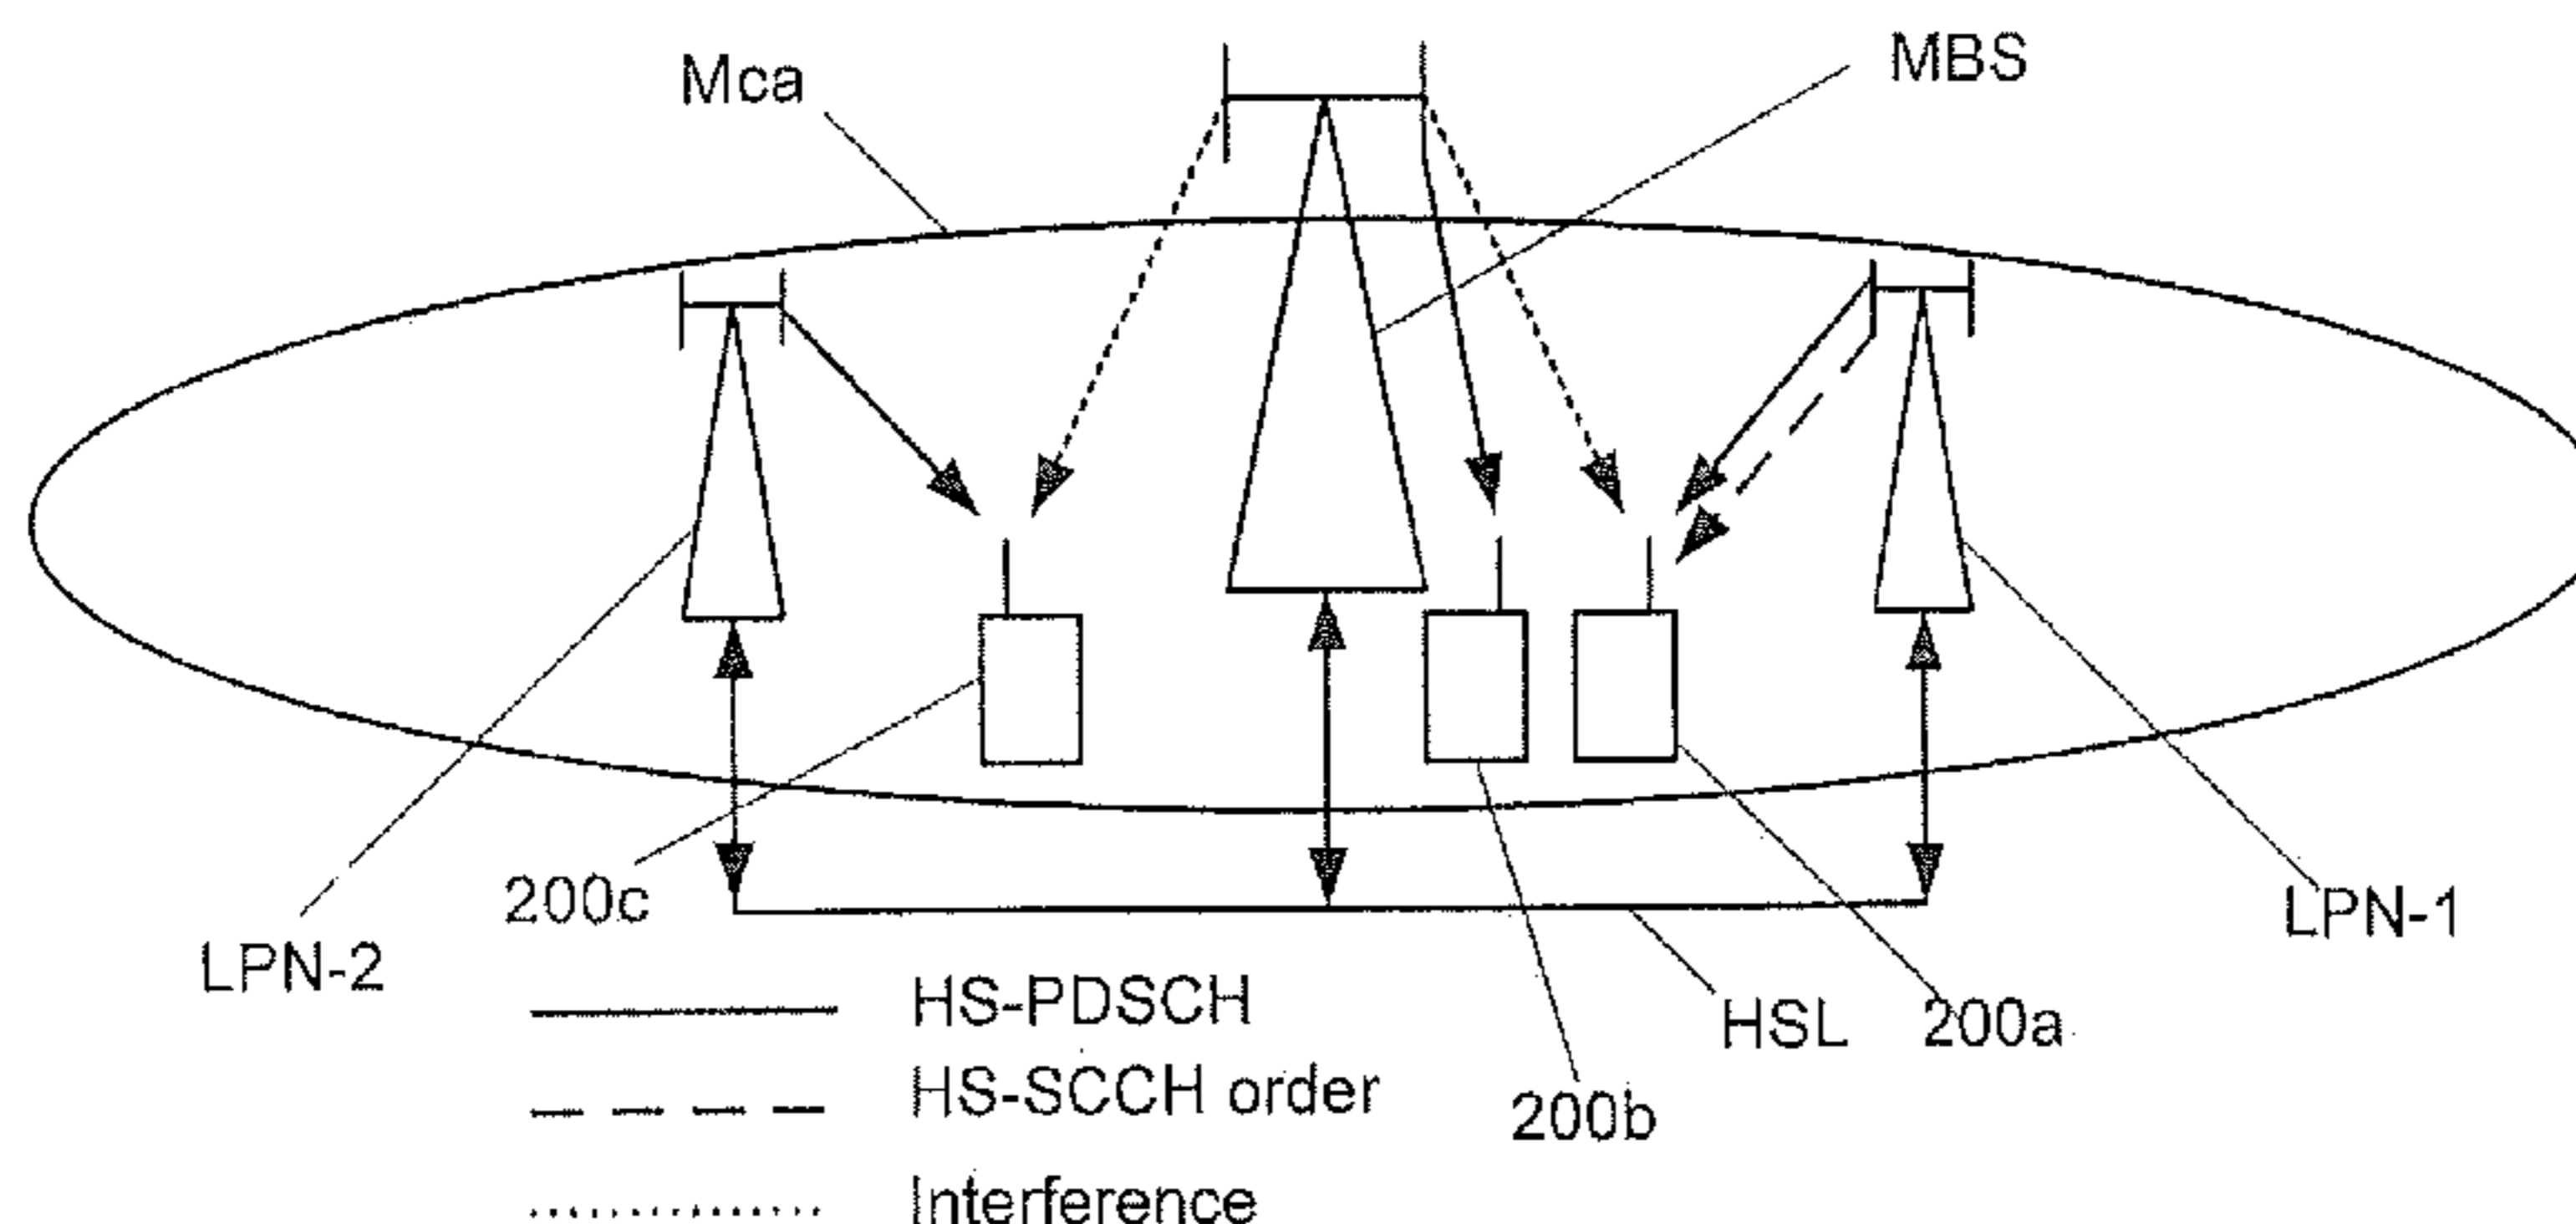 Mca
MBS
200c
LPN-2
LPN-1
HSL
200a
200b
HS-PDSCH
HS-SCCH order
Interference